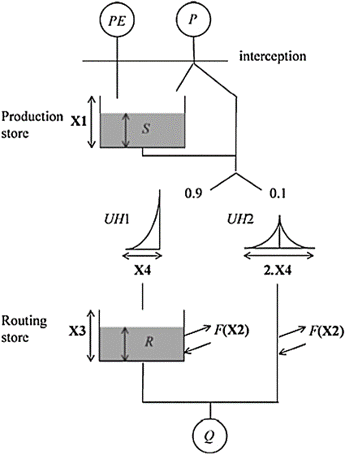 PE
P
interception
Production
store
X1
S
0.9
0.1
UH1
UH2
X4
2.X4
Routing
store
X3
R
F(X2)
F(X2)
Q